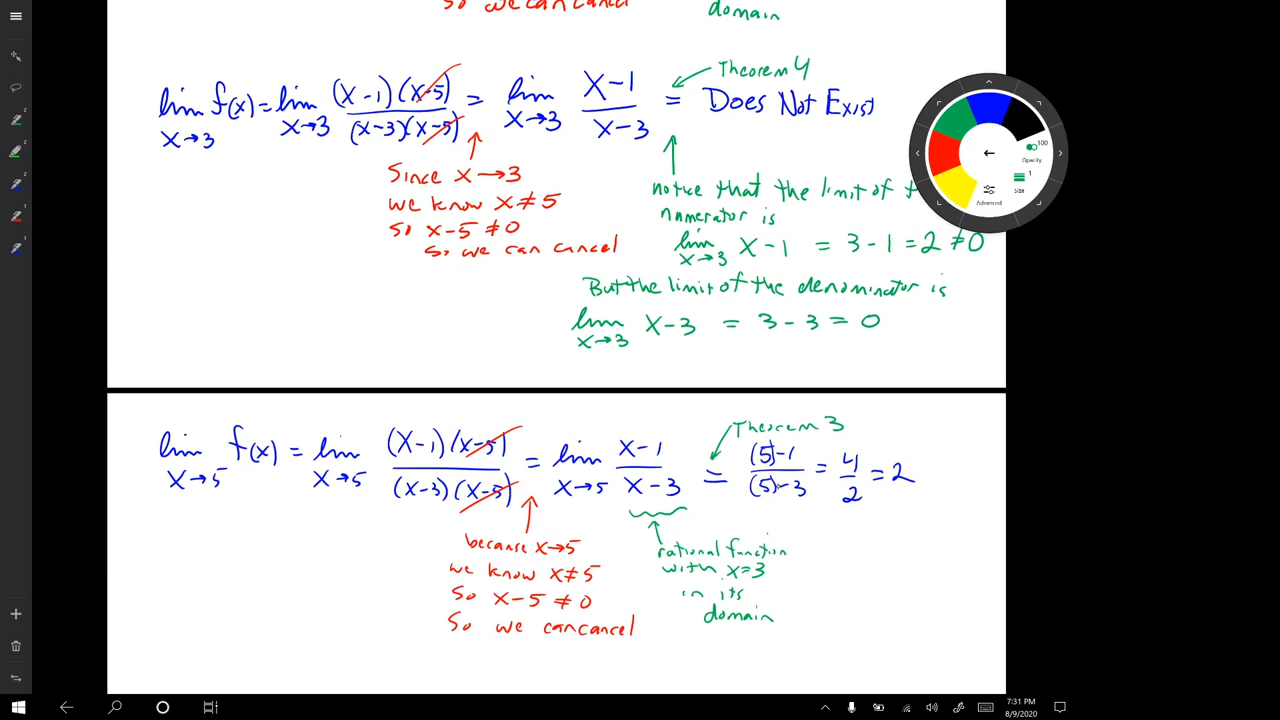 so we can cancel
domain
lim x→3 f(x) = lim x→3 (x-1)(x-5) / (x-3)(x-5) = lim x→3 x-1 / x-3 = Does Not Exist
Theorem 4
Since x→3
we know x≠5
so x-5≠0
so we can cancel
notice that the limit of t
numerator is
lim x→3 x-1 = 3-1 = 2 ≠ 0
But the limit of the denominator is
lim x→3 x-3 = 3-3 = 0
100
Opacity
1
Size
Advanced
Theorem 3
lim x→5 f(x) = lim x→5 (x-1)(x-5) / (x-3)(x-5) = lim x→5 x-1 / x-3 = (5)-1 / (5)-3 = 4/2 = 2
because x→5
we know x≠5
so x-5≠0
So we can cancel
rational function
with x=3
in its
domain
7:31 PM
8/9/2020